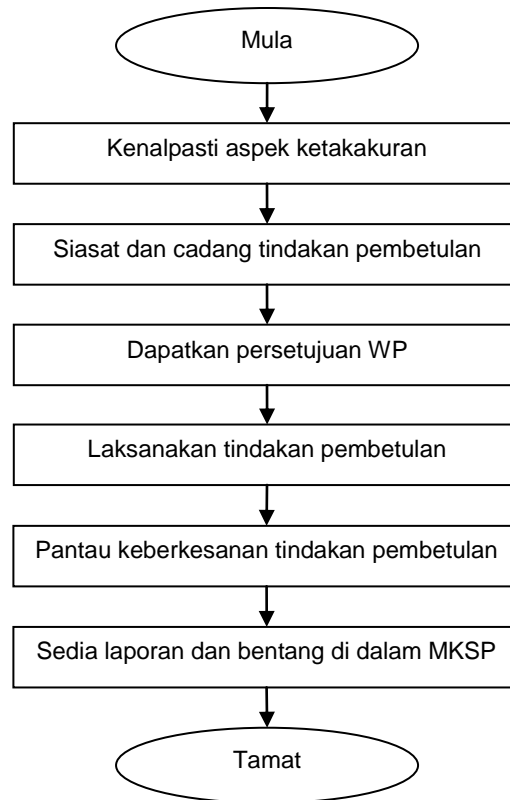 Mula
Kenalpasti aspek ketakakuran
Siasat dan cadang tindakan pembetulan
Dapatkan persetujuan WP
Laksanakan tindakan pembetulan
Pantau keberkesanan tindakan pembetulan
Sedia laporan dan bentang di dalam MKSP
Tamat